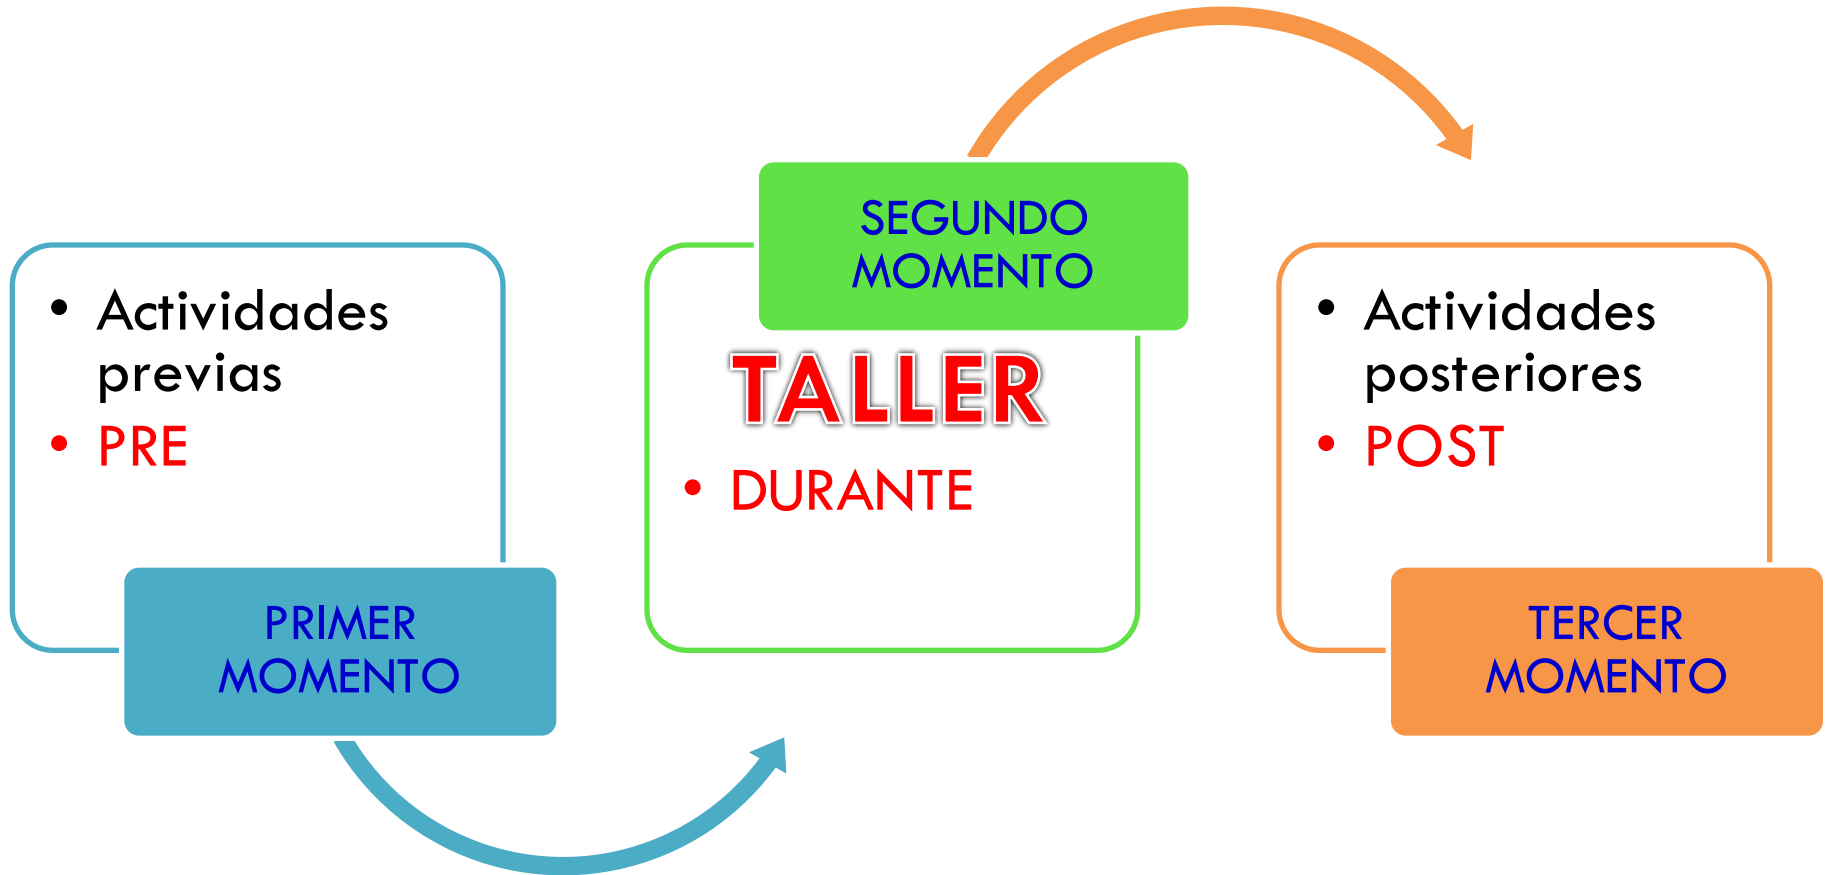 • Actividades
previas
• PRE
PRIMER
MOMENTO
SEGUNDO
MOMENTO
TALLER
• DURANTE
• Actividades
posteriores
• POST
TERCER
MOMENTO